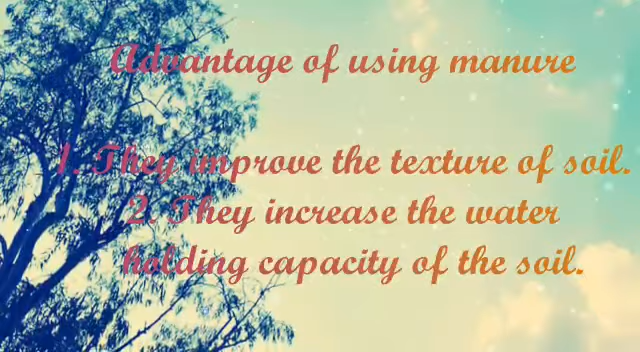 Advantage of using manure
1. They improve the texture of soil.
2. They increase the water
holding capacity of the soil.